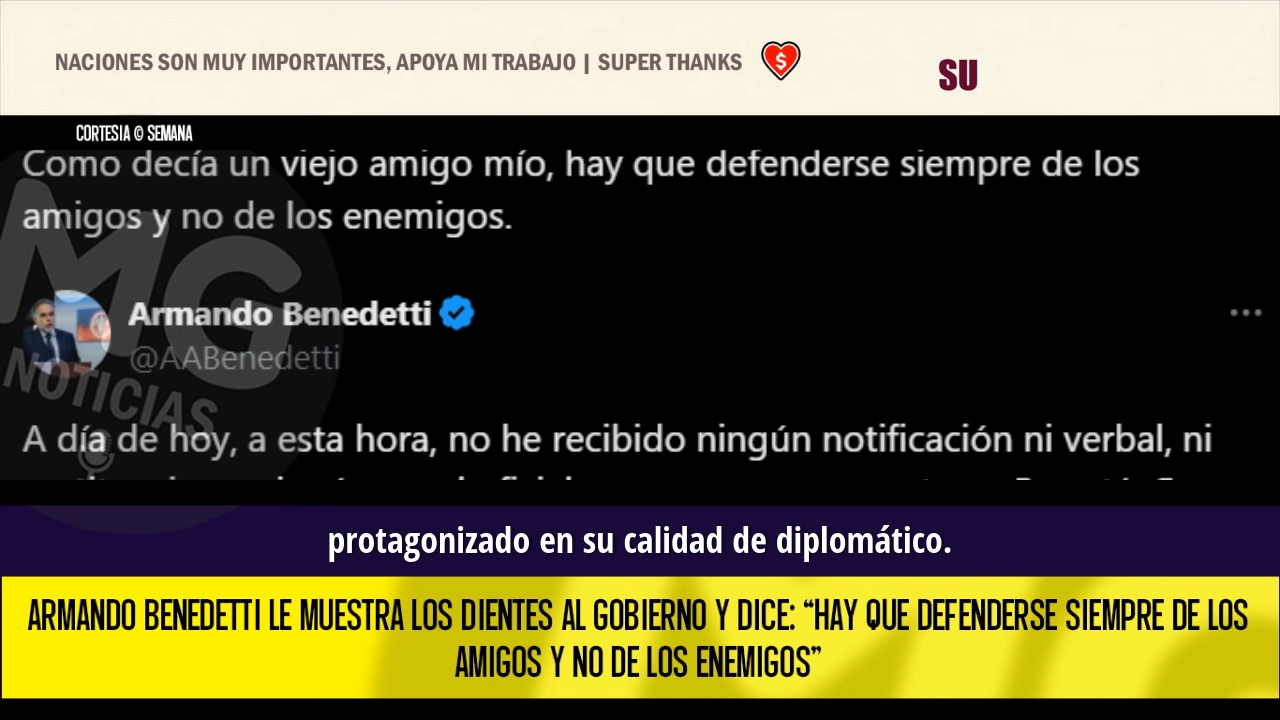 NACIONES SON MUY IMPORTANTES, APOYA MI TRABAJO | SUPER THANKS
SU
CORTESIA © SEMANA
Como decía un viejo amigo mío, hay que defenderse siempre de los
amigos y no de los enemigos.
Armando Benedetti
@AABenedetti
A día de hoy, a esta hora, no he recibido ningún notificación ni verbal, ni
MG
NOTICIAS
protagonizado en su calidad de diplomático.
ARMANDO BENEDETTI LE MUESTRA LOS DIENTES AL GOBIERNO Y DICE: “HAY QUE DEFENDERSE SIEMPRE DE LOS
AMIGOS Y NO DE LOS ENEMIGOS”